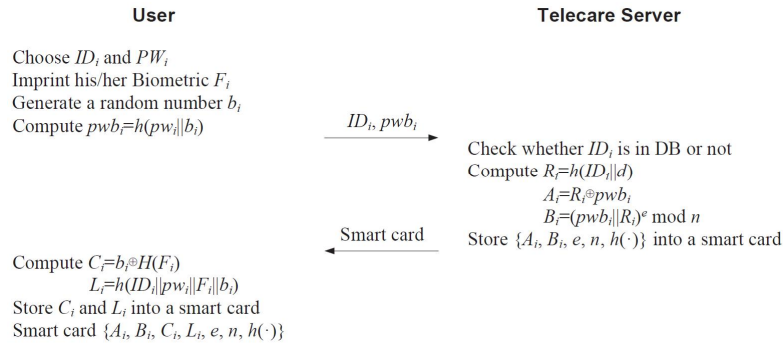 User
Telecare Server
Choose IDᵢ and PWᵢ
Imprint his/her Biometric Fᵢ
Generate a random number bᵢ
Compute pwbᵢ=h(pwᵢ||bᵢ)
IDᵢ, pwbᵢ
Check whether IDᵢ is in DB or not
Compute Rᵢ=h(IDᵢ||d)
Aᵢ=Rᵢ⊕pwbᵢ
Bᵢ=(pwbᵢ||Rᵢ)ᵉ mod n
Store {Aᵢ, Bᵢ, e, n, h(·)} into a smart card
Smart card
Compute Cᵢ=bᵢ⊕H(Fᵢ)
Lᵢ=h(IDᵢ||pwᵢ||Fᵢ||bᵢ)
Store Cᵢ and Lᵢ into a smart card
Smart card {Aᵢ, Bᵢ, Cᵢ, Lᵢ, e, n, h(·)}